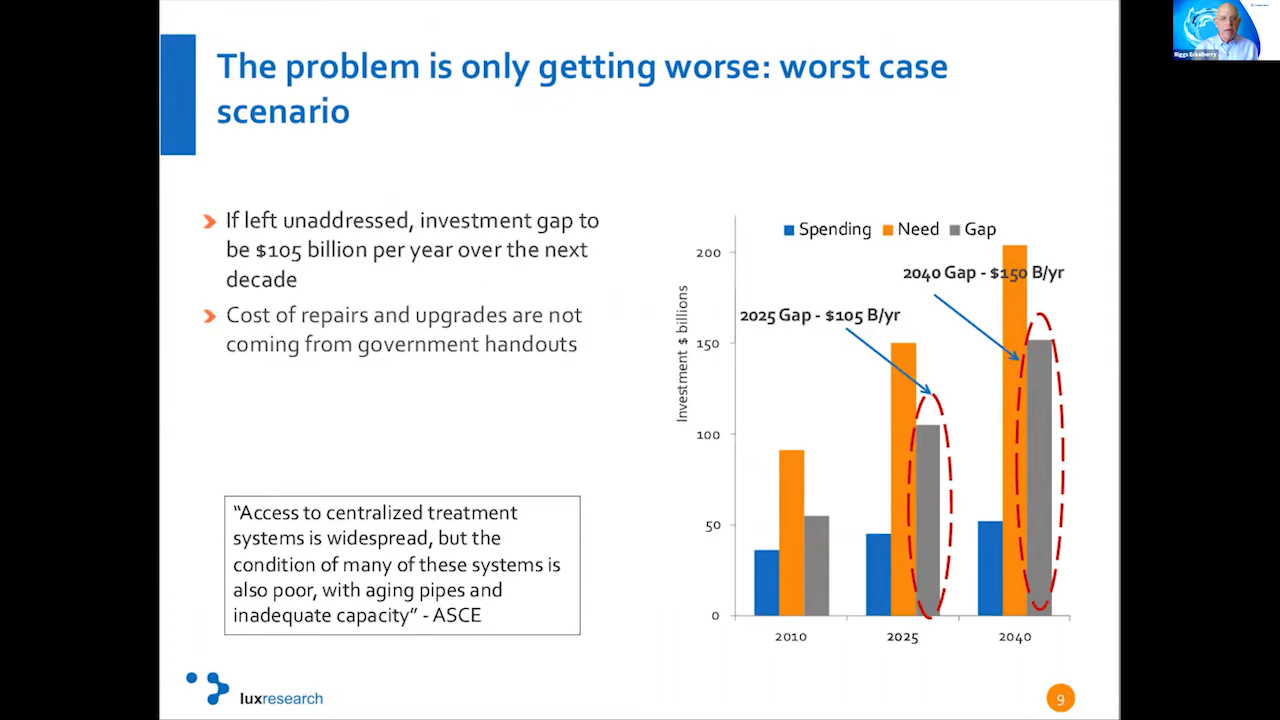 The problem is only getting worse: worst case
scenario
If left unaddressed, investment gap to
be $105 billion per year over the next
decade
Cost of repairs and upgrades are not
coming from government handouts
"Access to centralized treatment
systems is widespread, but the
condition of many of these systems is
also poor, with aging pipes and
inadequate capacity" - ASCE
Spending Need Gap
2040 Gap - $150 B/yr
2025 Gap - $105 B/yr
Investment $ billions
200
150
100
50
0
2010 2025 2040
luxresearch
9
Riggs Eckelberry